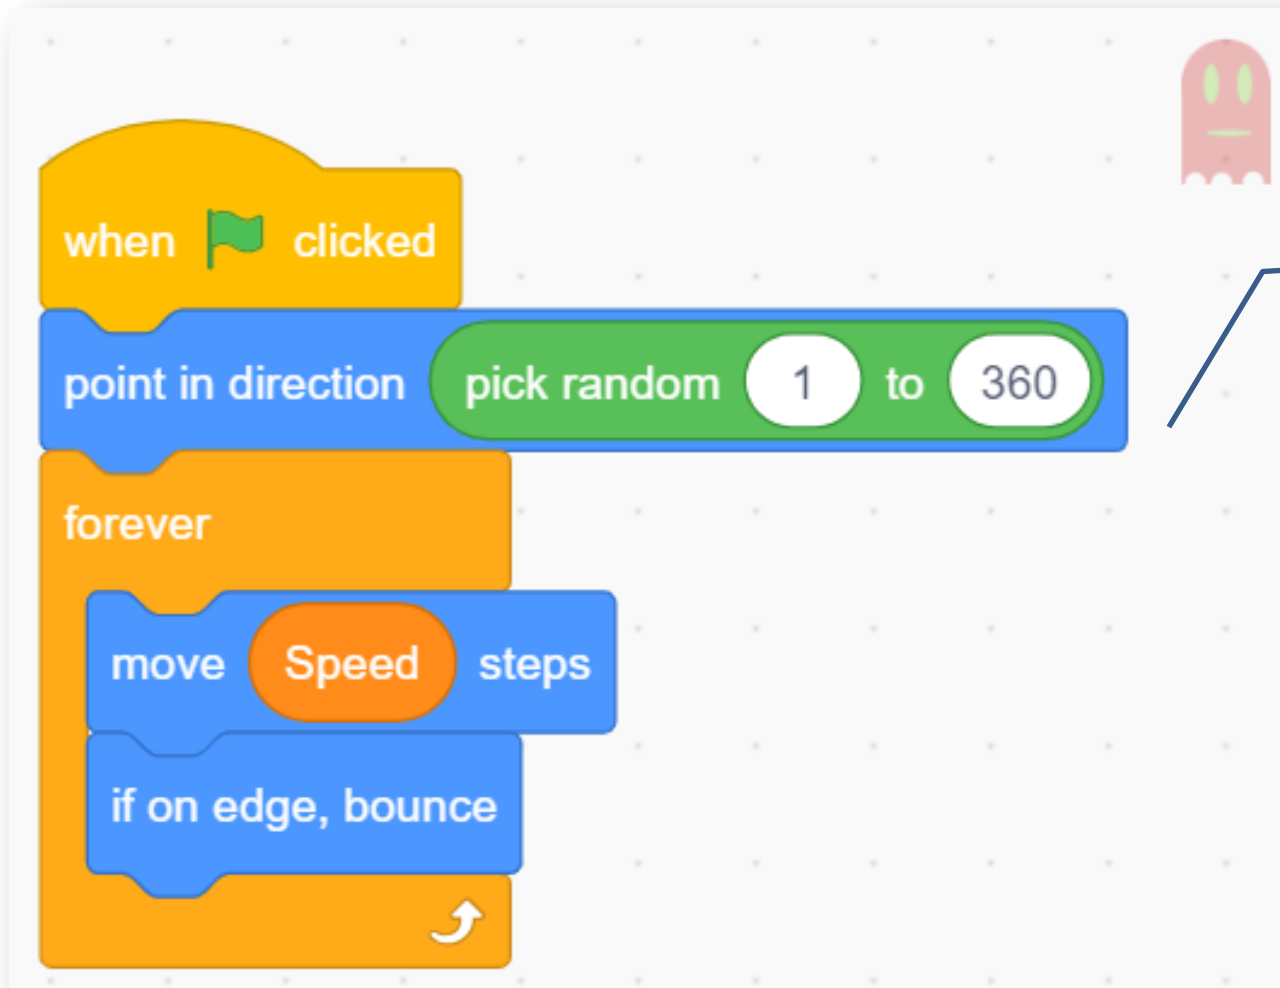 when clicked
point in direction pick random 1 to 360
forever
move Speed steps
if on edge, bounce